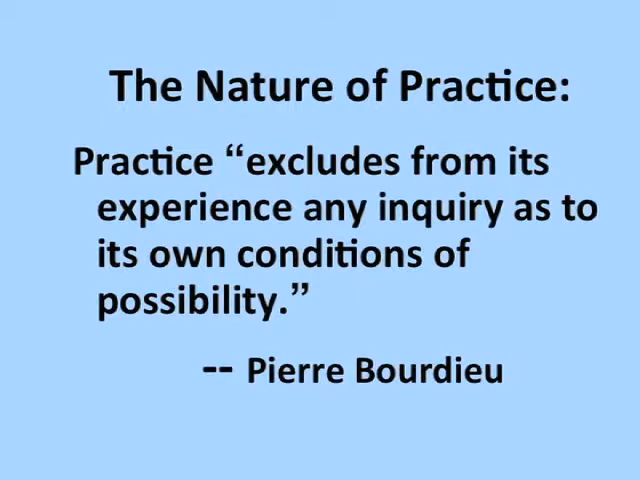 The Nature of Practice:
Practice “excludes from its
experience any inquiry as to
its own conditions of
possibility.”
-- Pierre Bourdieu